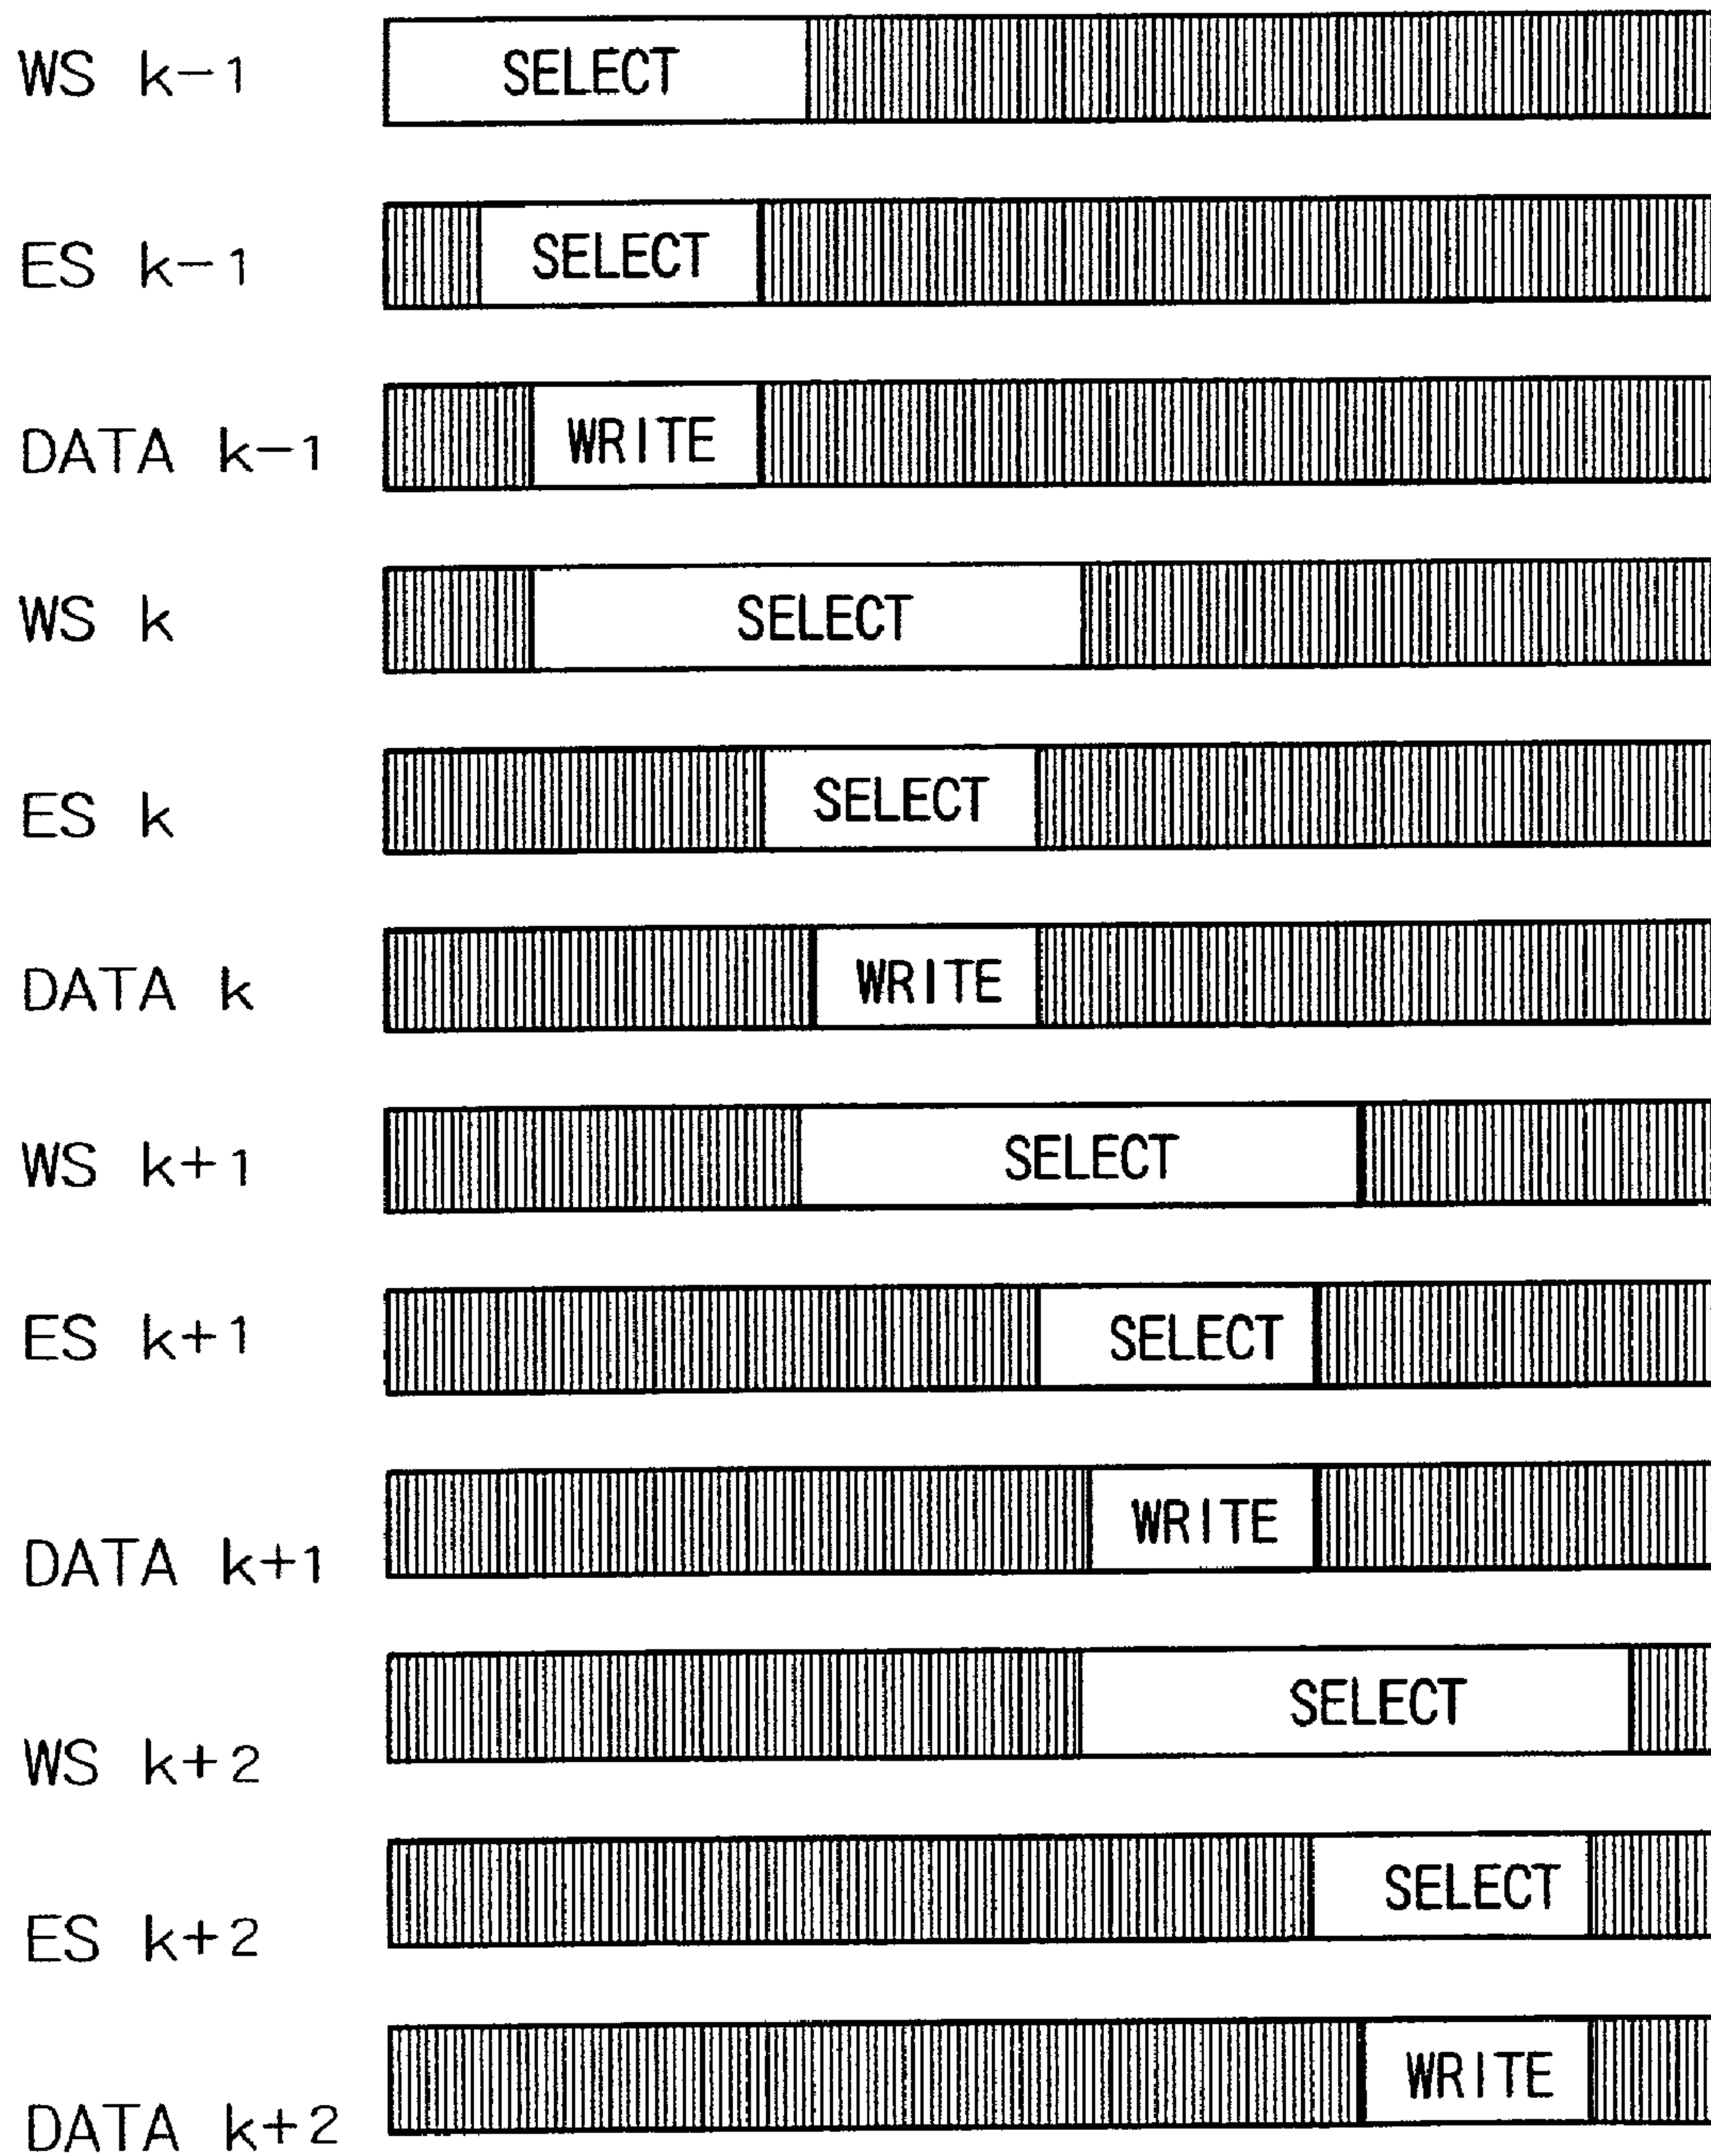 WS k-1 SELECT
ES k-1 SELECT
DATA k-1 WRITE
WS k SELECT
ES k SELECT
DATA k WRITE
WS k+1 SELECT
ES k+1 SELECT
DATA k+1 WRITE
WS k+2 SELECT
ES k+2 SELECT
DATA k+2 WRITE